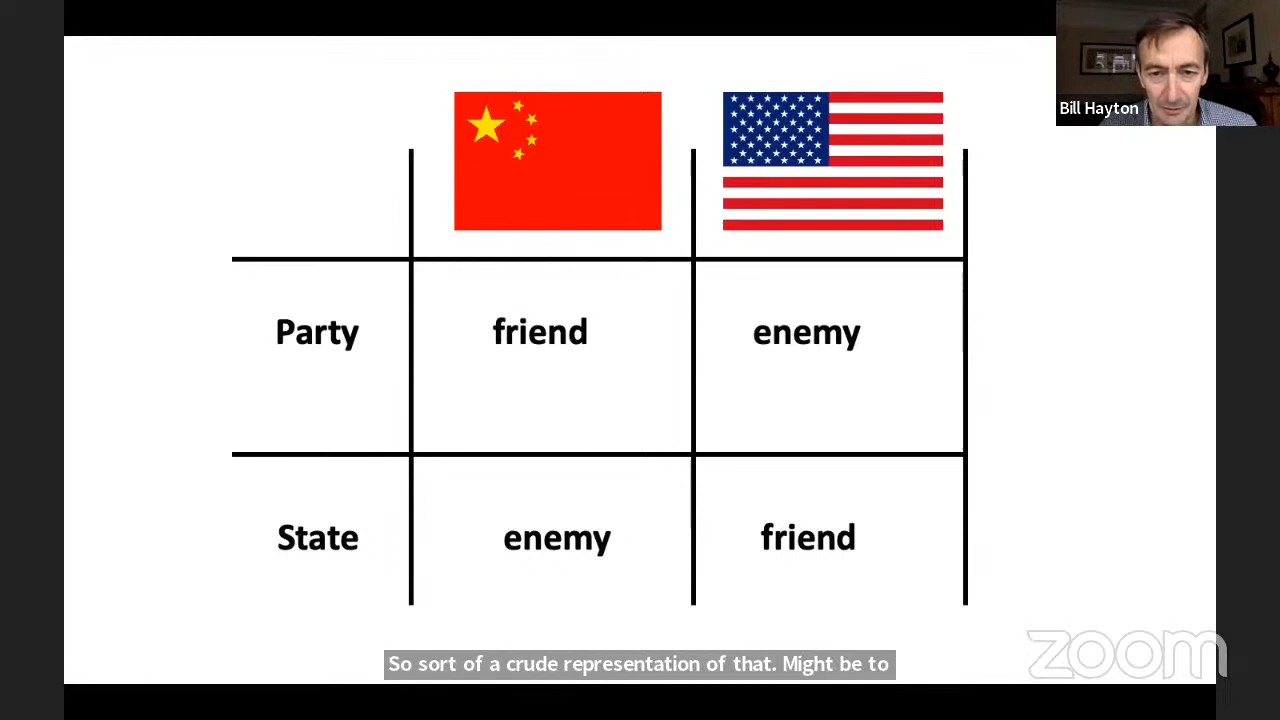 Bill Hayton
Party friend enemy
State enemy friend
So sort of a crude representation of that. Might be to
zoom